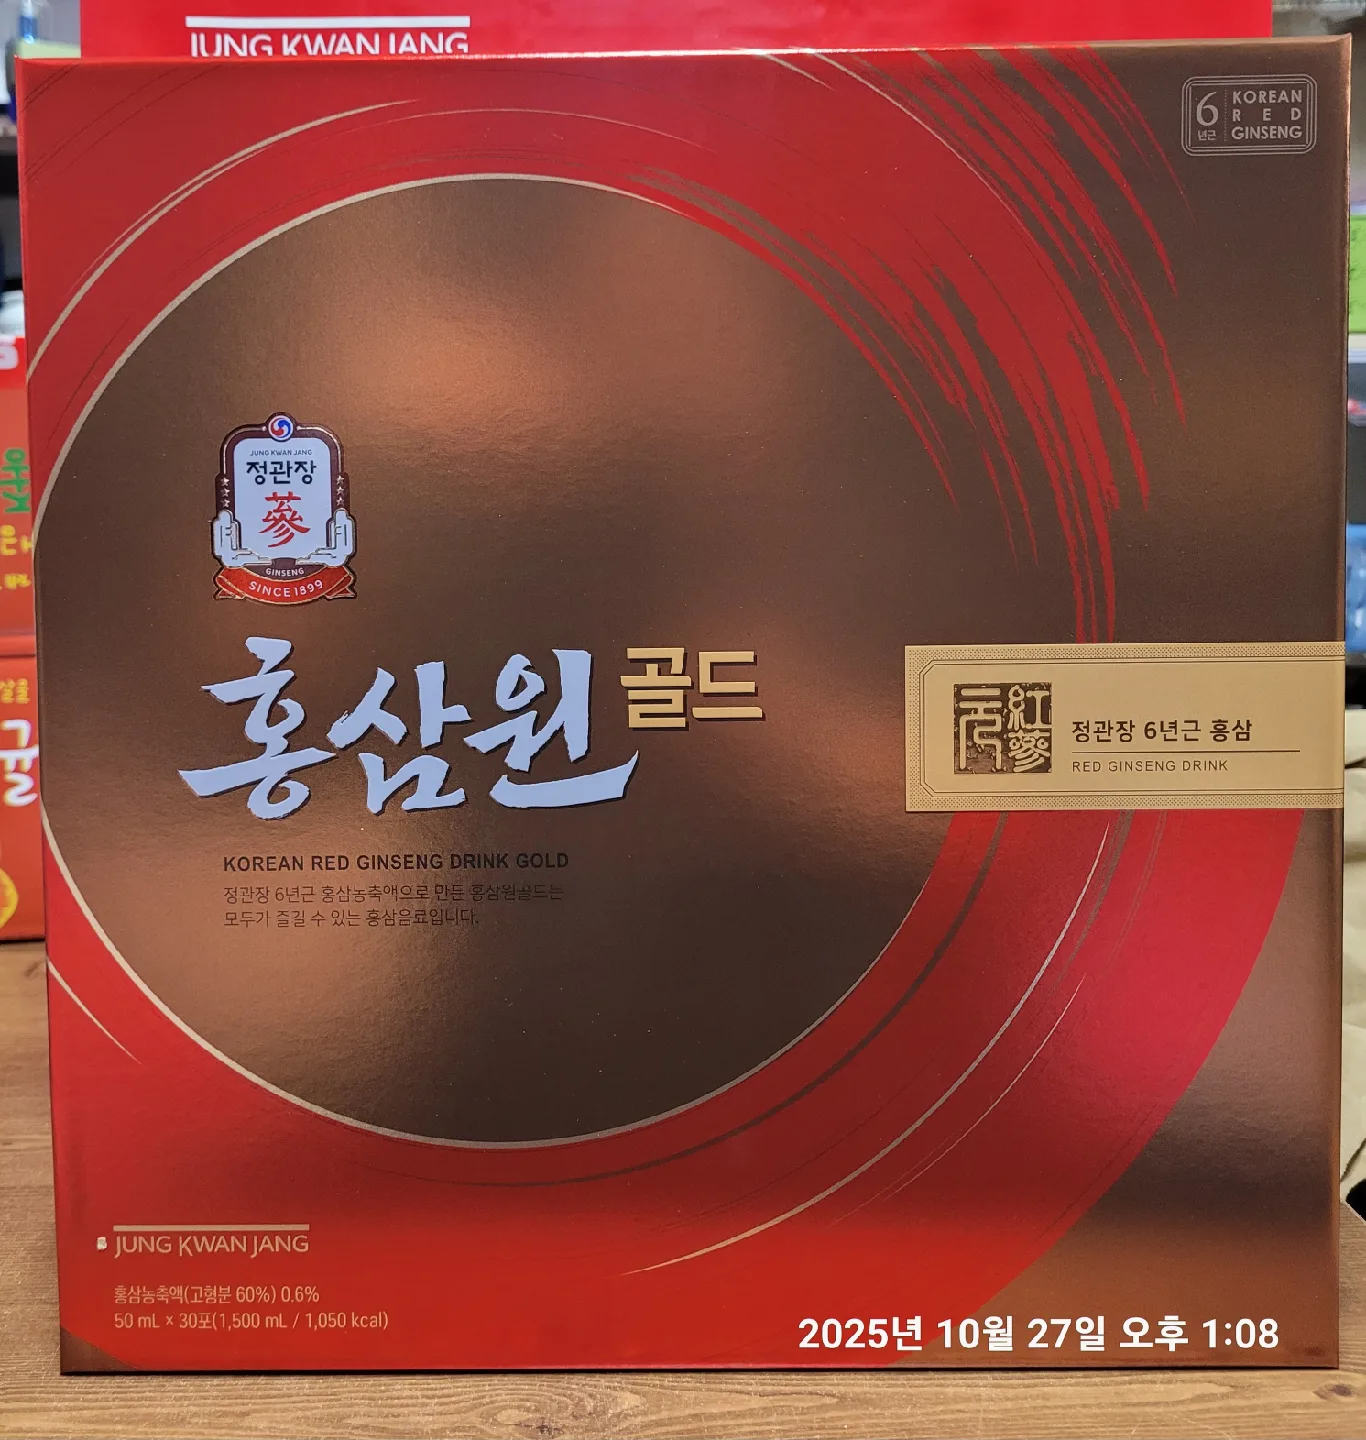 JUNG KWAN JANG
6년근
KOREAN
RED
GINSENG
JUNG KWAN JANG
정관장
蔘
GINSENG
SINCE 1899
홍삼원 골드
元 紅蔘
정관장 6년근 홍삼
RED GINSENG DRINK
KOREAN RED GINSENG DRINK GOLD
정관장 6년근 홍삼농축액으로 만든 홍삼원골드는
모두가 즐길 수 있는 홍삼음료입니다.
JUNG KWAN JANG
홍삼농축액(고형분 60%) 0.6%
50 mL × 30포(1,500 mL / 1,050 kcal)
2025년 10월 27일 오후 1:08